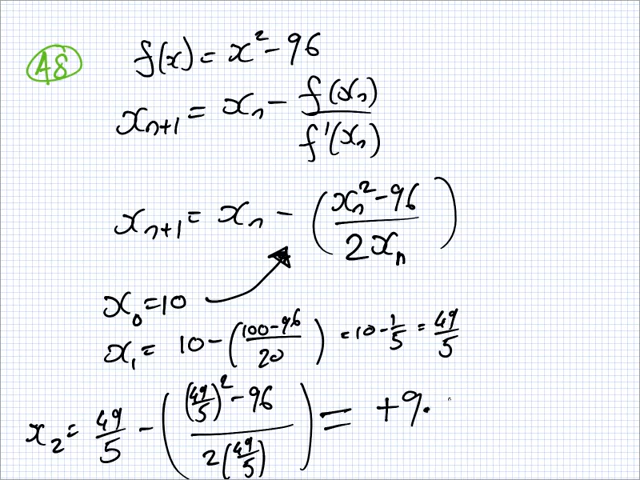 A8
f(x) = x² - 96
xₙ₊₁ = xₙ - f(xₙ)/f'(xₙ)
xₙ₊₁ = xₙ - ((xₙ² - 96)/(2xₙ))
x₀ = 10
x₁ = 10 - ((100-96)/20) = 10 - 1/5 = 49/5
x₂ = 49/5 - (((49/5)² - 96)/(2(49/5))) = +9.